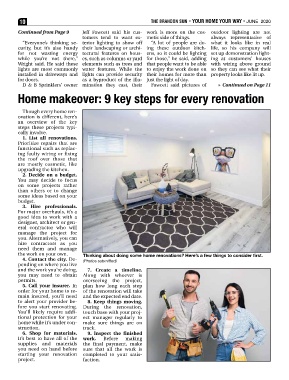 10
THE BRANDON SUN • YOUR HOME YOUR WAY • JUNE 2020
Continued from Page 9
"Everyone's thinking security, but it's also handy for not wasting energy while you're not there," Wright said. He said these lights are more commonly installed in driveways and for doors.
D & B Sprinklers' owner
Bill Fawcett said his customers tend to want exterior lighting to show off their landscaping or architectural features on houses, such as columns or yard elements such as trees and water features. While the lights can provide security as a byproduct of the illumination they cast, their
work is more on the cosmetic side of things.
"A lot of people are doing these outdoor kitchens, so it could be lighting for those," he said, adding that people want to be able to enjoy the work done on their homes for more than just the light of day.
Fawcett said pictures of
outdoor lighting are not always representative of what it looks like in real life, so his company will set up demonstration lighting at customers' houses with wiring above ground so they can see what their property looks like lit up.
» Continued on Page 11
Home makeover: 9 key steps for every renovation
Through every home renovation is different, here's an overview of the key steps these projects typically involve.
1. List all renovations. Prioritize repairs that are functional such as replacing faulty wiring or fixing the roof over those that are mostly cosmetic, like upgrading the kitchen.
2. Decide on a budget. You may decide to focus on some projects rather than others or to change some ideas based on your budget.
3. Hire professionals. For major overhauls, it's a good idea to work with a designer, architect or general contractor who will manage the project for you. Alternatively, you can hire contractors as you need them and manage the work on your own.
4. Contact the city. Depending on where you live and the work you're doing, you may need to obtain permits.
5. Call your insurer. In order for your home to remain insured, you'll need to alert your provider before you start renovating. You'll likely require additional protection for your home while it's under construction.
6. Shop for materials. It's best to have all of the supplies and materials you need on hand before starting your renovation project.
Thinking about doing some home renovations? Here's a few things to consider first.
(Photos submitted)
7. Create a timeline. Along with whoever is overseeing the project, plan how long each step of the renovation will take and the expected end date.
8. Keep things moving. During the renovation, touch base with your project manager regularly to make sure things are on track.
9. Inspect the finished work. Before making the final payment, make sure that all the work is completed to your satisfaction.